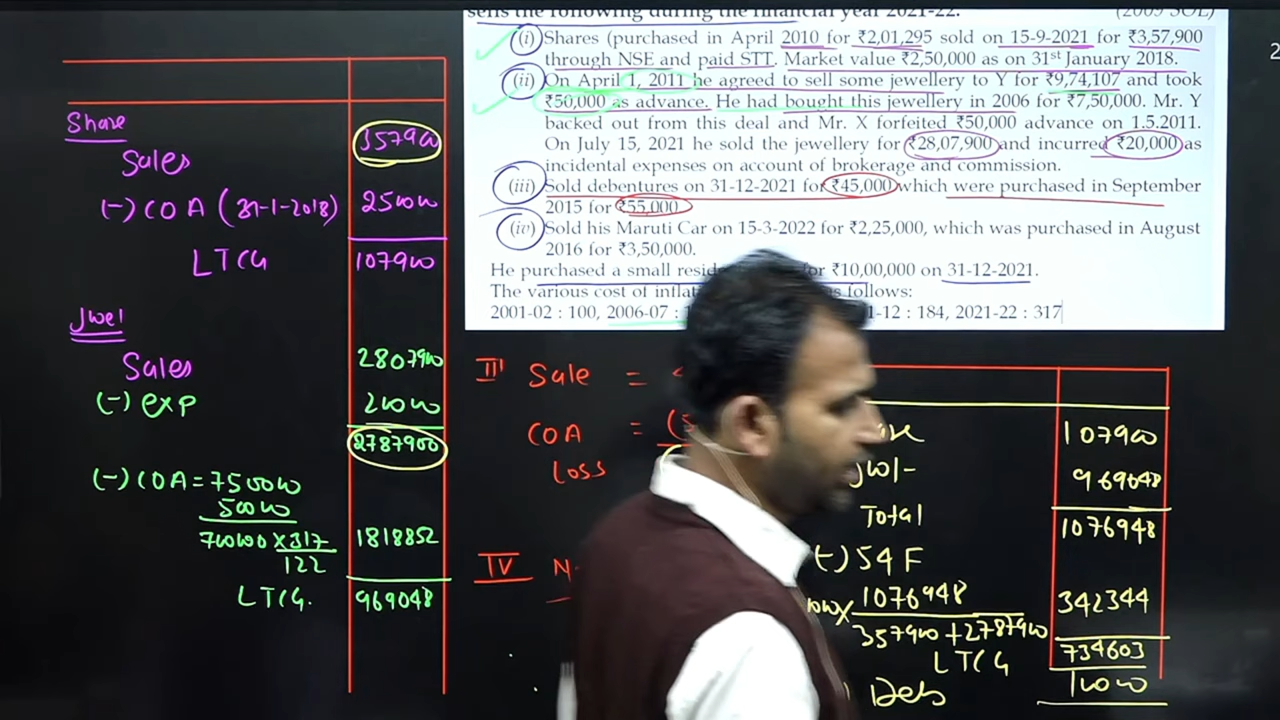 sells the following during the financial year 2021-22. (2009 SOL)
(i) Shares (purchased in April 2010 for ₹2,01,295 sold on 15-9-2021 for ₹3,57,900
through NSE and paid STT. Market value ₹2,50,000 as on 31st January 2018.
(ii) On April 1, 2011 he agreed to sell some jewellery to Y for ₹9,74,107 and took
₹50,000 as advance. He had bought this jewellery in 2006 for ₹7,50,000. Mr. Y
backed out from this deal and Mr. X forfeited ₹50,000 advance on 1.5.2011.
On July 15, 2021 he sold the jewellery for ₹28,07,900 and incurred ₹20,000 as
incidental expenses on account of brokerage and commission.
(iii) Sold debentures on 31-12-2021 for ₹45,000 which were purchased in September
2015 for ₹55,000.
(iv) Sold his Maruti Car on 15-3-2022 for ₹2,25,000, which was purchased in August
2016 for ₹3,50,000.
He purchased a small for ₹10,00,000 on 31-12-2021.
The various cost of as follows:
2001-02 : 100, 2006-07 : 184, 2021-22 : 317
2
Share
Sales 357900
(-) COA (31-1-2018) 250000
LTCG 107900
Jwel
Sales 2807900
(-) exp 20000
2787900
(-) COA = 750000
50000
700000 × 317 1818852
122
LTCG. 969048
III Sale =
COA = (5
Loss
IV N
107900
Jwl- 969048
Total 1076948
(-) 54F
× 1076948 342344
357900 + 2787900
LTCG 734603
Deb 10000